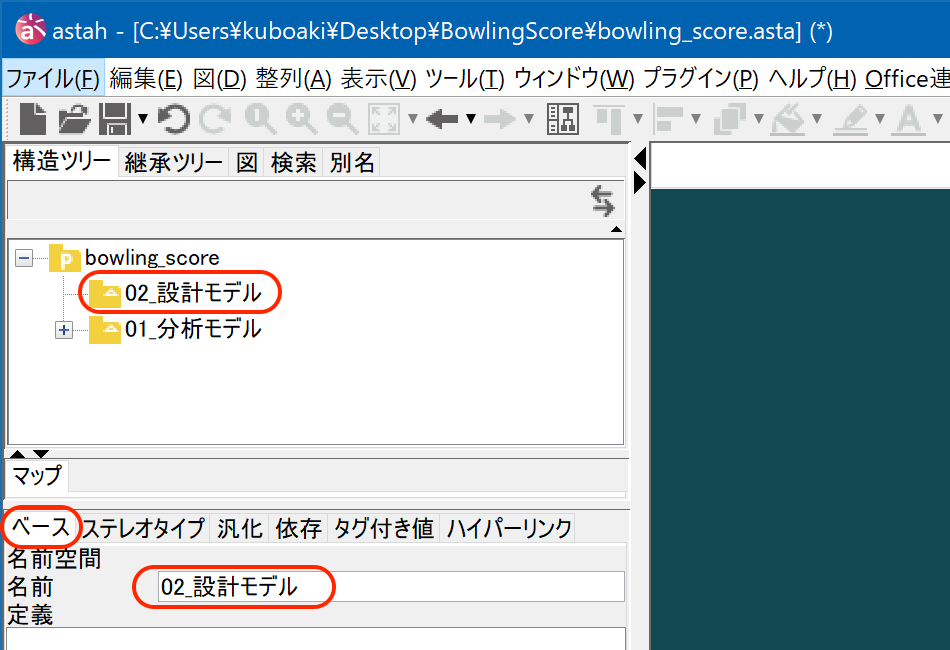 astah - [C:¥Users¥kuboaki¥Desktop¥BowlingScore¥bowling_score.asta] (*)
ファイル(F) 編集(E) 図(D) 整列(A) 表示(V) ツール(T) ウィンドウ(W) プラグイン(P) ヘルプ(H) Office連
構造ツリー 継承ツリー 図 検索 別名
bowling_score
02_設計モデル
01_分析モデル
マップ
ベース ステレオタイプ 汎化 依存 タグ付き値 ハイパーリンク
名前空間
名前 02_設計モデル
定義